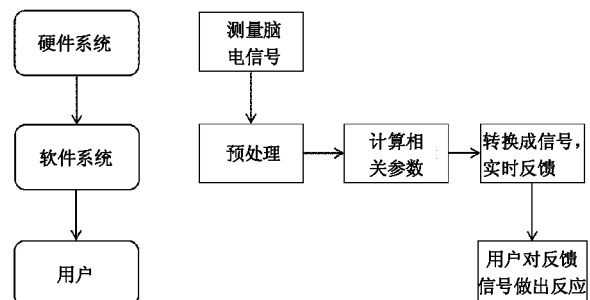 硬件系统
测量脑
电信号
软件系统
预处理
计算相
关参数
转换成信号，
实时反馈
用户
用户对反馈
信号做出反应